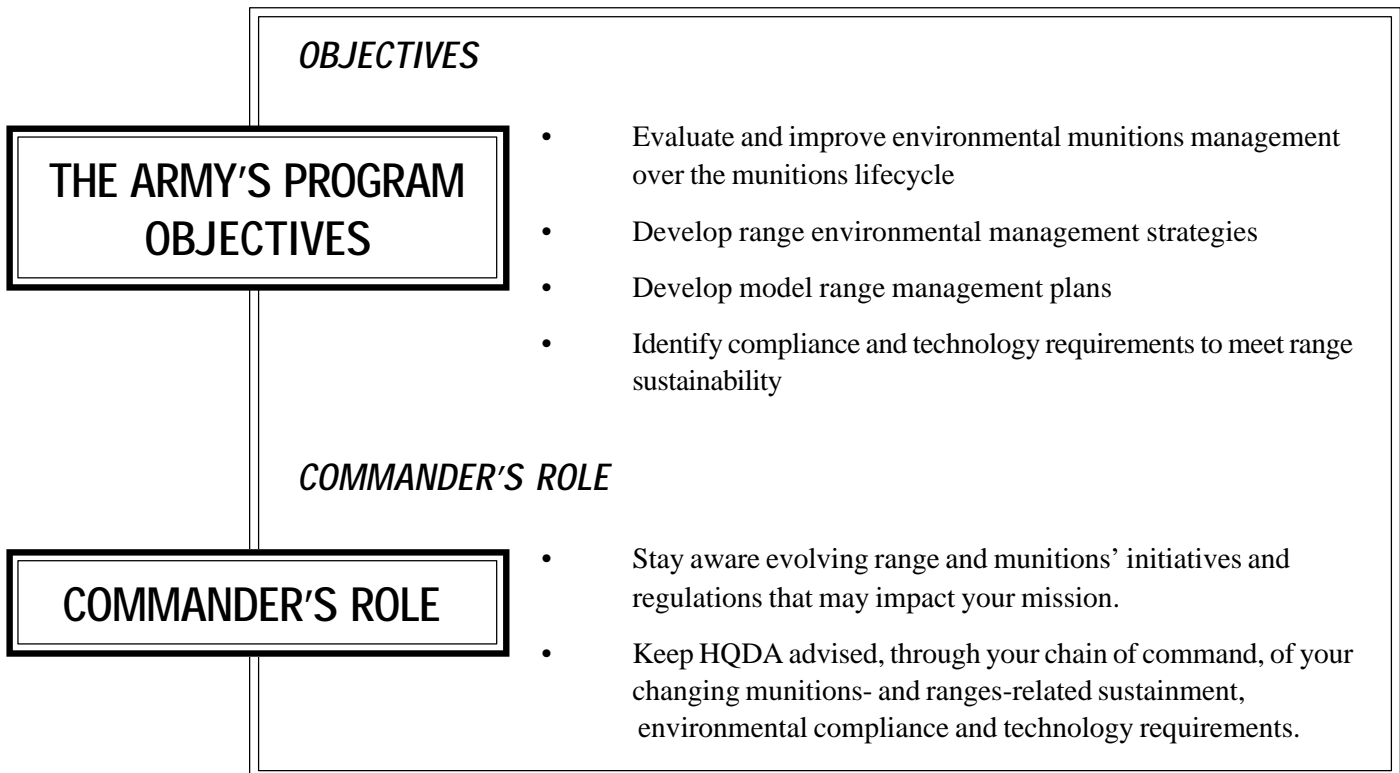 OBJECTIVES
THE ARMY'S PROGRAM
OBJECTIVES
• Evaluate and improve environmental munitions management
over the munitions lifecycle
• Develop range environmental management strategies
• Develop model range management plans
• Identify compliance and technology requirements to meet range
sustainability
COMMANDER'S ROLE
COMMANDER'S ROLE
• Stay aware evolving range and munitions’ initiatives and
regulations that may impact your mission.
• Keep HQDA advised, through your chain of command, of your
changing munitions- and ranges-related sustainment,
environmental compliance and technology requirements.